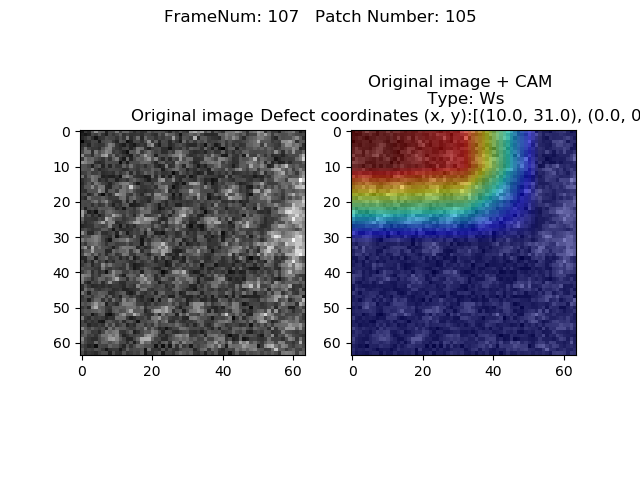 FrameNum: 107   Patch Number: 105
Original image + CAM
Type: Ws
Original image
Defect coordinates (x, y):[(10.0, 31.0), (0.0, 0
0
10
20
30
40
50
60
0 20 40 60
0
10
20
30
40
50
60
0 20 40 60